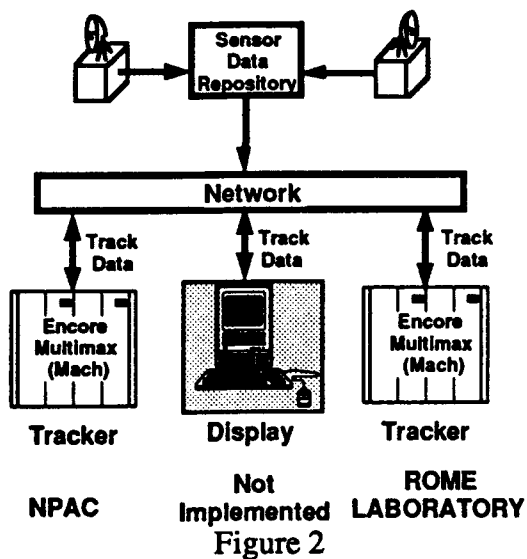 Sensor
Data
Repository
Network
Track
Data
Track
Data
Track
Data
Encore
Multimax
(Mach)
Encore
Multimax
(Mach)
Tracker
Display
Tracker
NPAC
Not
Implemented
ROME
LABORATORY
Figure 2